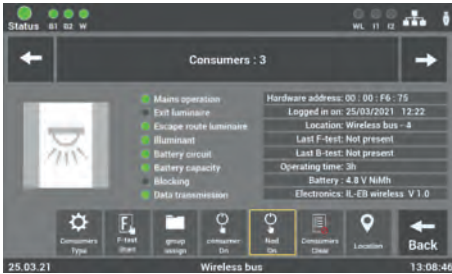 Status B1 B2 W WL I1 I2
Consumers : 3
Mains operation
Exit luminaire
Escape route luminaire
Illuminant
Battery circuit
Battery capacity
Blocking
Data transmission
Hardware address: 00 : 00 : F6 : 75
Logged in on: 25/03/2021 12:22
Location: Wireless bus - 4
Last F-test: Not present
Last B-test: Not present
Operating time: 3h
Battery : 4.8 V NiMh
Electronics: IL-EB wireless V 1.0
Consumers Type
F-test Start
group assign
consumer On
Ned On
Consumers Clear
Location
Back
25.03.21 Wireless bus 13:08:46